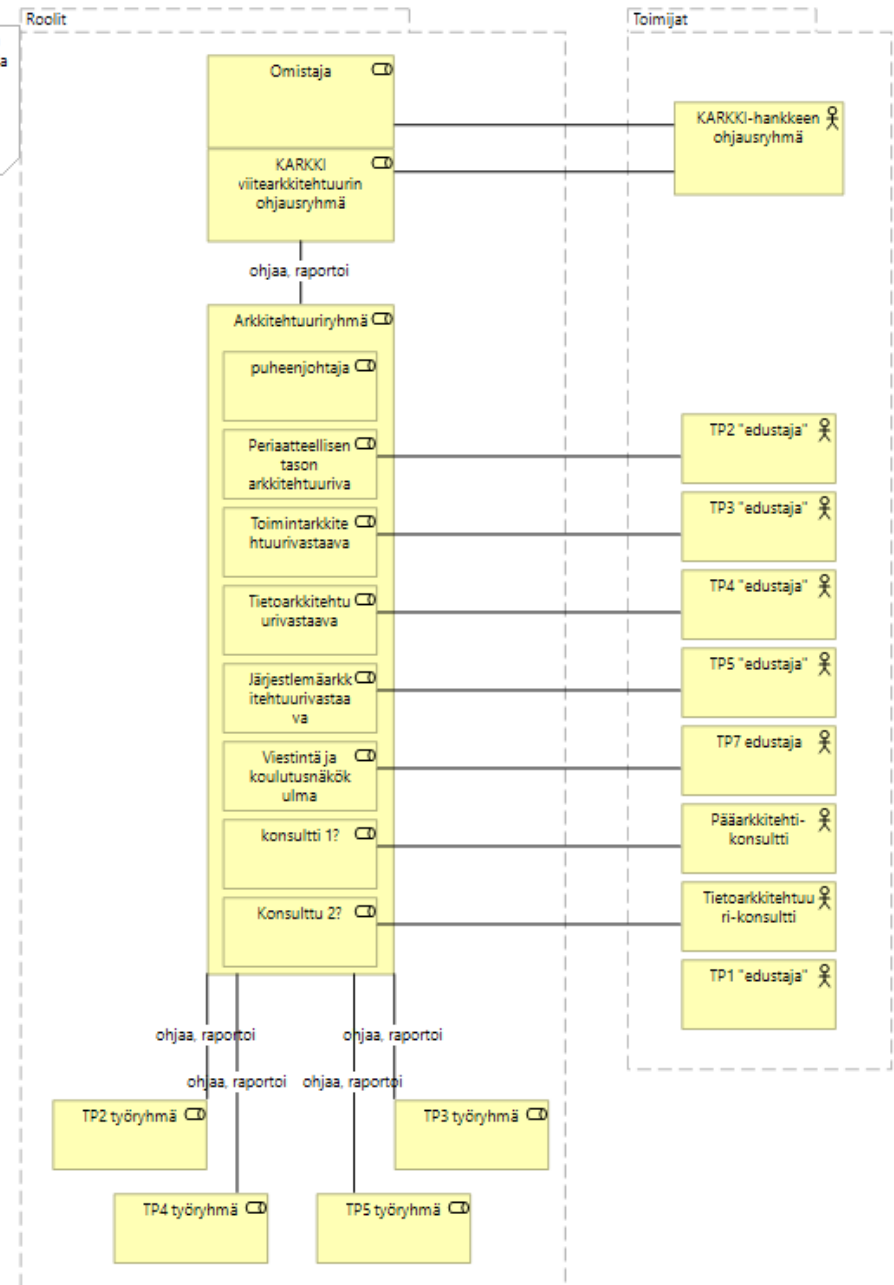 Roolit
Toimijat
a
Omistaja
KARKKI-hankkeen
ohjausryhmä
KARKKI
viitearkkitehtuurin
ohjausryhmä
ohjaa, raportoi
Arkkitehtuuriryhmä
puheenjohtaja
Periaatteellisen
tason
arkkitehtuuriva
TP2 "edustaja"
Toimintarkkite
htuurivastaava
TP3 "edustaja"
Tietoarkkitehtu
urivastaava
TP4 "edustaja"
Järjestlemäarkk
itehtuurivastaa
va
TP5 "edustaja"
Viestintä ja
koulutusnäkök
ulma
TP7 edustaja
konsultti 1?
Pääarkkitehti-
konsultti
Konsulttu 2?
Tietoarkkitehtuu
ri-konsultti
TP1 "edustaja"
ohjaa, raportoi
ohjaa, raportoi
ohjaa, raportoi
ohjaa, raportoi
TP2 työryhmä
TP3 työryhmä
TP4 työryhmä
TP5 työryhmä